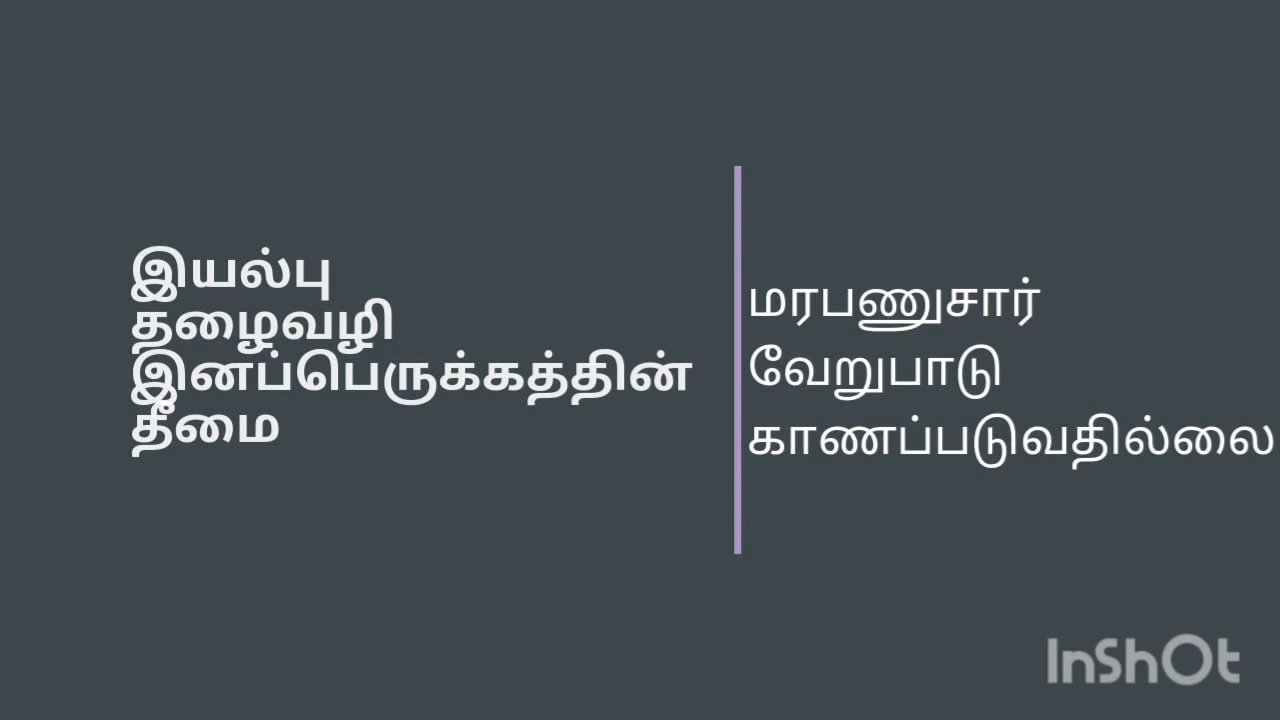 இயல்பு
தழைவழி
இனப்பெருக்கத்தின்
தீமை
மரபணுசார்
வேறுபாடு
காணப்படுவதில்லை
InShOt